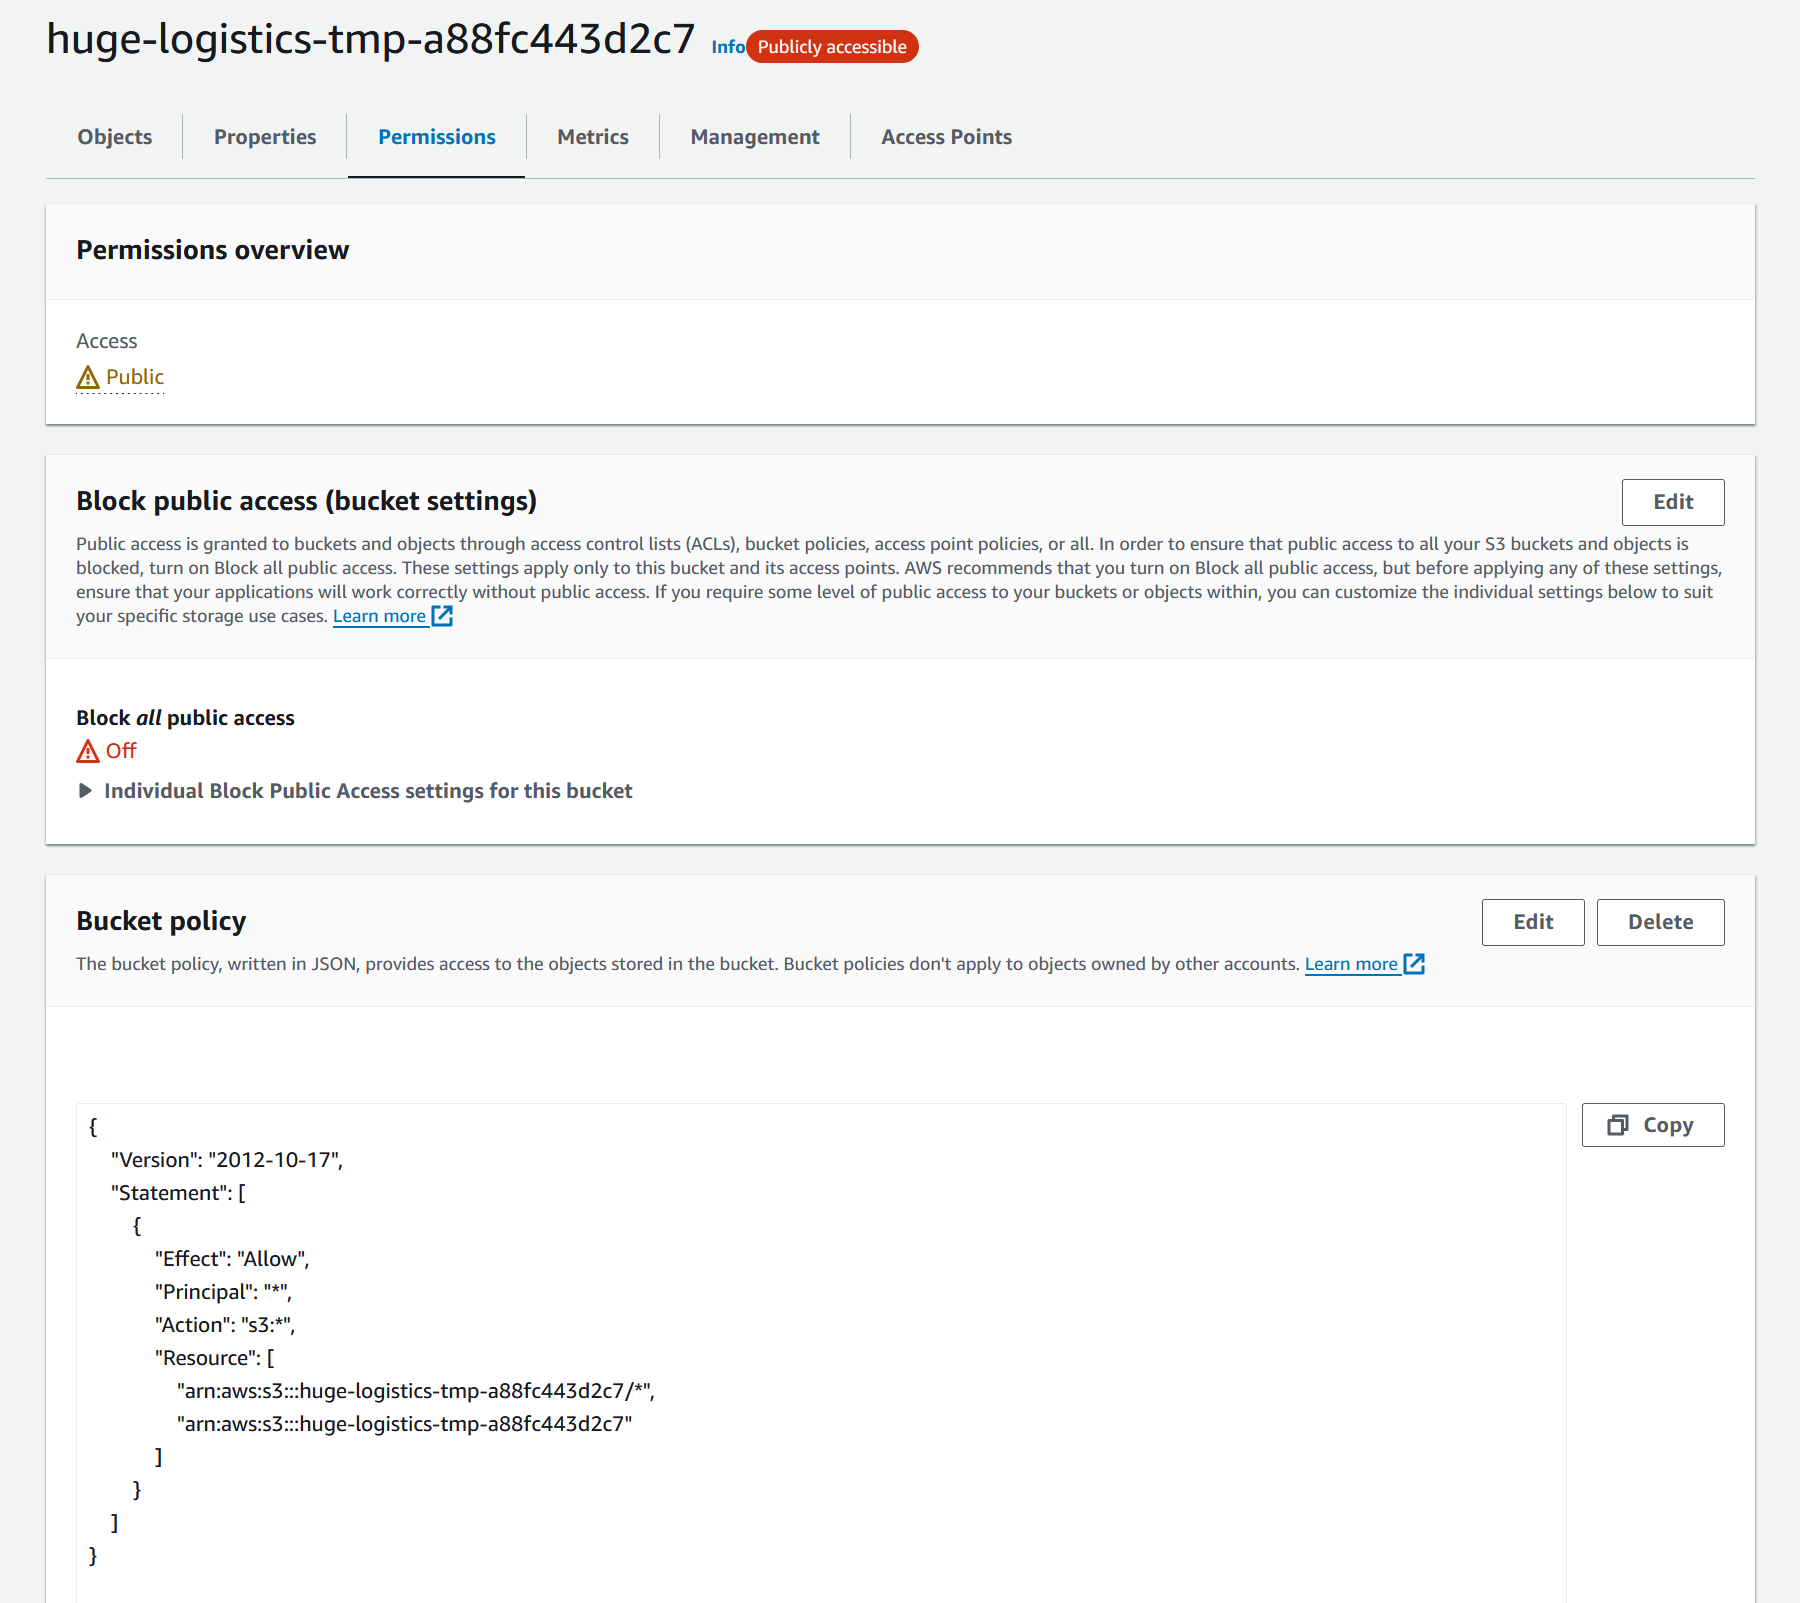 huge-logistics-tmp-a88fc443d2c7 Info Publicly accessible
Objects Properties Permissions Metrics Management Access Points
Permissions overview
Access
Public
Block public access (bucket settings)
Edit
Public access is granted to buckets and objects through access control lists (ACLs), bucket policies, access point policies, or all. In order to ensure that public access to all your S3 buckets and objects is
blocked, turn on Block all public access. These settings apply only to this bucket and its access points. AWS recommends that you turn on Block all public access, but before applying any of these settings,
ensure that your applications will work correctly without public access. If you require some level of public access to your buckets or objects within, you can customize the individual settings below to suit
your specific storage use cases. Learn more
Block all public access
Off
Individual Block Public Access settings for this bucket
Bucket policy
Edit Delete
The bucket policy, written in JSON, provides access to the objects stored in the bucket. Bucket policies don't apply to objects owned by other accounts. Learn more
Copy
{
"Version": "2012-10-17",
"Statement": [
{
"Effect": "Allow",
"Principal": "*",
"Action": "s3:*",
"Resource": [
"arn:aws:s3:::huge-logistics-tmp-a88fc443d2c7/*",
"arn:aws:s3:::huge-logistics-tmp-a88fc443d2c7"
]
}
]
}